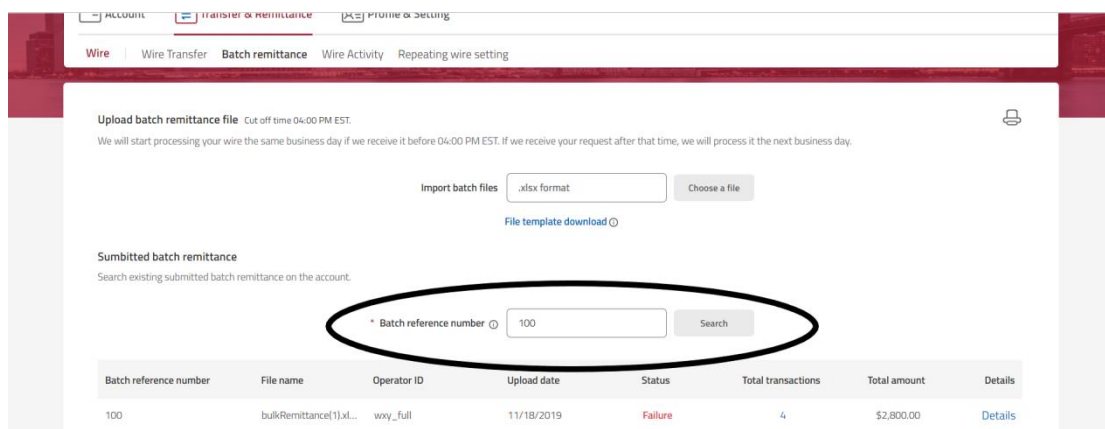 Account Transfer & Remittance Profile & Setting
Wire Wire Transfer Batch remittance Wire Activity Repeating wire setting
Upload batch remittance file Cut off time 04:00 PM EST.
We will start processing your wire the same business day if we receive it before 04:00 PM EST. If we receive your request after that time, we will process it the next business day.
Import batch files .xlsx format Choose a file
File template download
Sumbitted batch remittance
Search existing submitted batch remittance on the account.
* Batch reference number 100 Search
Batch reference number File name Operator ID Upload date Status Total transactions Total amount Details
100 bulkRemittance(1).xl... wxy_full 11/18/2019 Failure 4 $2,800.00 Details